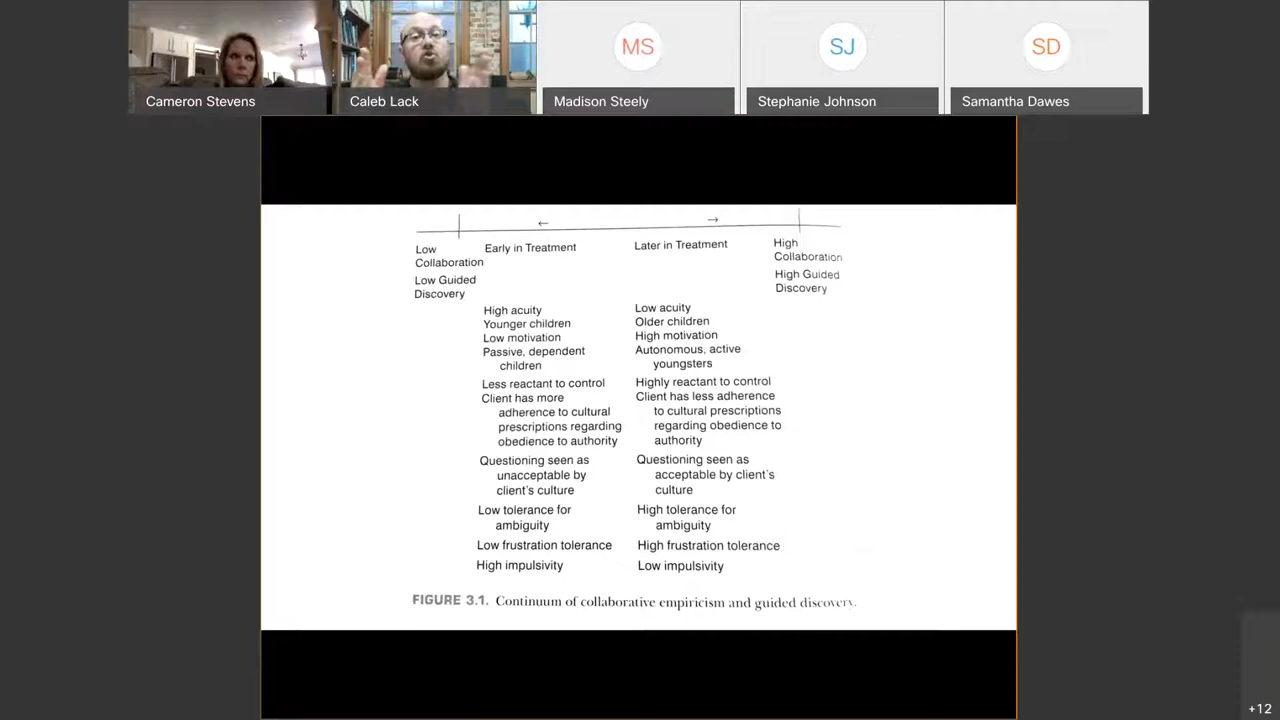 MS
SJ
SD
Cameron Stevens
Caleb Lack
Madison Steely
Stephanie Johnson
Samantha Dawes
← →
Low
Collaboration
Low Guided
Discovery
Early in Treatment
Later in Treatment
High
Collaboration
High Guided
Discovery
High acuity
Younger children
Low motivation
Passive, dependent
children
Less reactant to control
Client has more
adherence to cultural
prescriptions regarding
obedience to authority
Questioning seen as
unacceptable by
client's culture
Low tolerance for
ambiguity
Low frustration tolerance
High impulsivity
Low acuity
Older children
High motivation
Autonomous, active
youngsters
Highly reactant to control
Client has less adherence
to cultural prescriptions
regarding obedience to
authority
Questioning seen as
acceptable by client's
culture
High tolerance for
ambiguity
High frustration tolerance
Low impulsivity
FIGURE 3.1. Continuum of collaborative empiricism and guided discovery.
+12